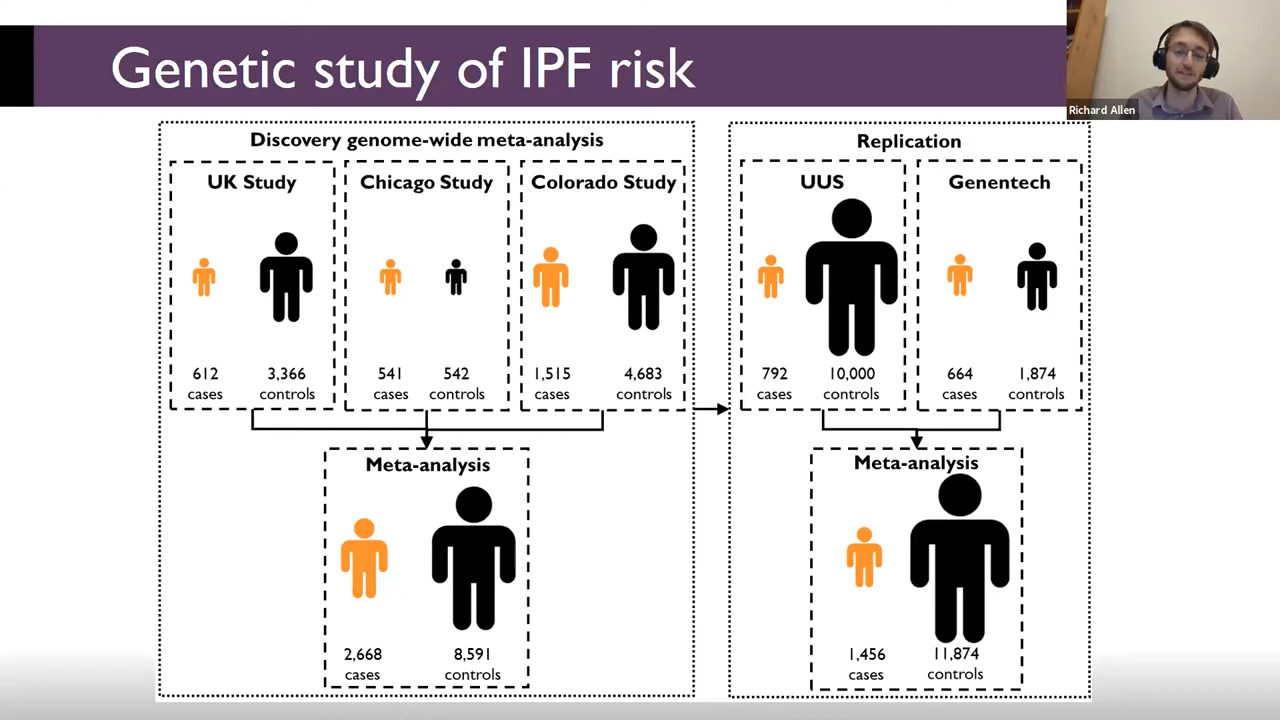 Genetic study of IPF risk
Richard Allen
Discovery genome-wide meta-analysis
UK Study
Chicago Study
Colorado Study
612
cases
3,366
controls
541
cases
542
controls
1,515
cases
4,683
controls
Meta-analysis
2,668
cases
8,591
controls
Replication
UUS
Genentech
792
cases
10,000
controls
664
cases
1,874
controls
Meta-analysis
1,456
cases
11,874
controls